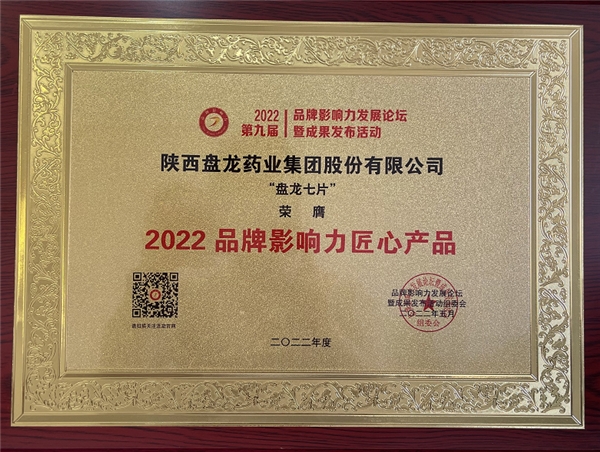 2022
第九届
品牌影响力发展论坛
暨成果发布活动
陕西盘龙药业集团股份有限公司
“盘龙七片”
荣 膺
2022 品牌影响力匠心产品
品牌影响力发展论坛
暨成果发布活动组委会
二〇二二年五月
组委会
二〇二二年度